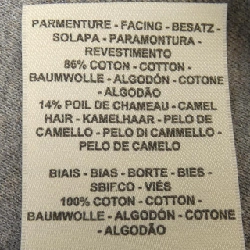 PARMENTURE - FACING - BESATZ -
SOLAPA - PARAMONTURA -
REVESTIMENTO
86% COTON - COTTON -
BAUMWOLLE - ALGODÓN - COTONE
- ALGODÃO
14% POIL DE CHAMEAU - CAMEL
HAIR - KAMELHAAR - PELO DE
CAMELLO - PELO DI CAMMELLO -
PELO DE CAMELO
BIAIS - BIAS - BORTE - BIES -
SBIECO - VIÉS
100% COTON - COTTON -
BAUMWOLLE - ALGODÓN - COTONE
- ALGODÃO